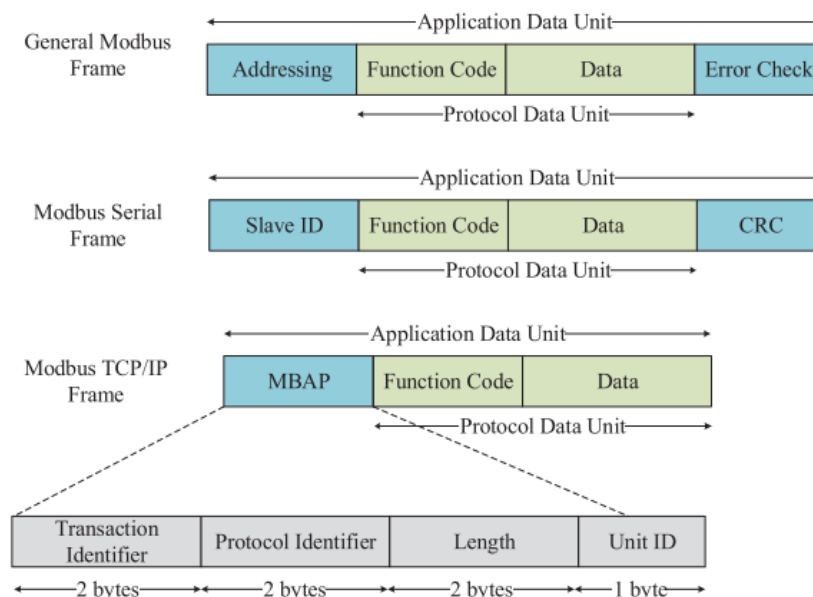 Application Data Unit
General Modbus
Frame
Addressing
Function Code
Data
Error Check
Protocol Data Unit
Application Data Unit
Modbus Serial
Frame
Slave ID
Function Code
Data
CRC
Protocol Data Unit
Application Data Unit
Modbus TCP/IP
Frame
MBAP
Function Code
Data
Protocol Data Unit
Transaction
Identifier
Protocol Identifier
Length
Unit ID
2 bytes
2 bytes
2 bytes
1 byte